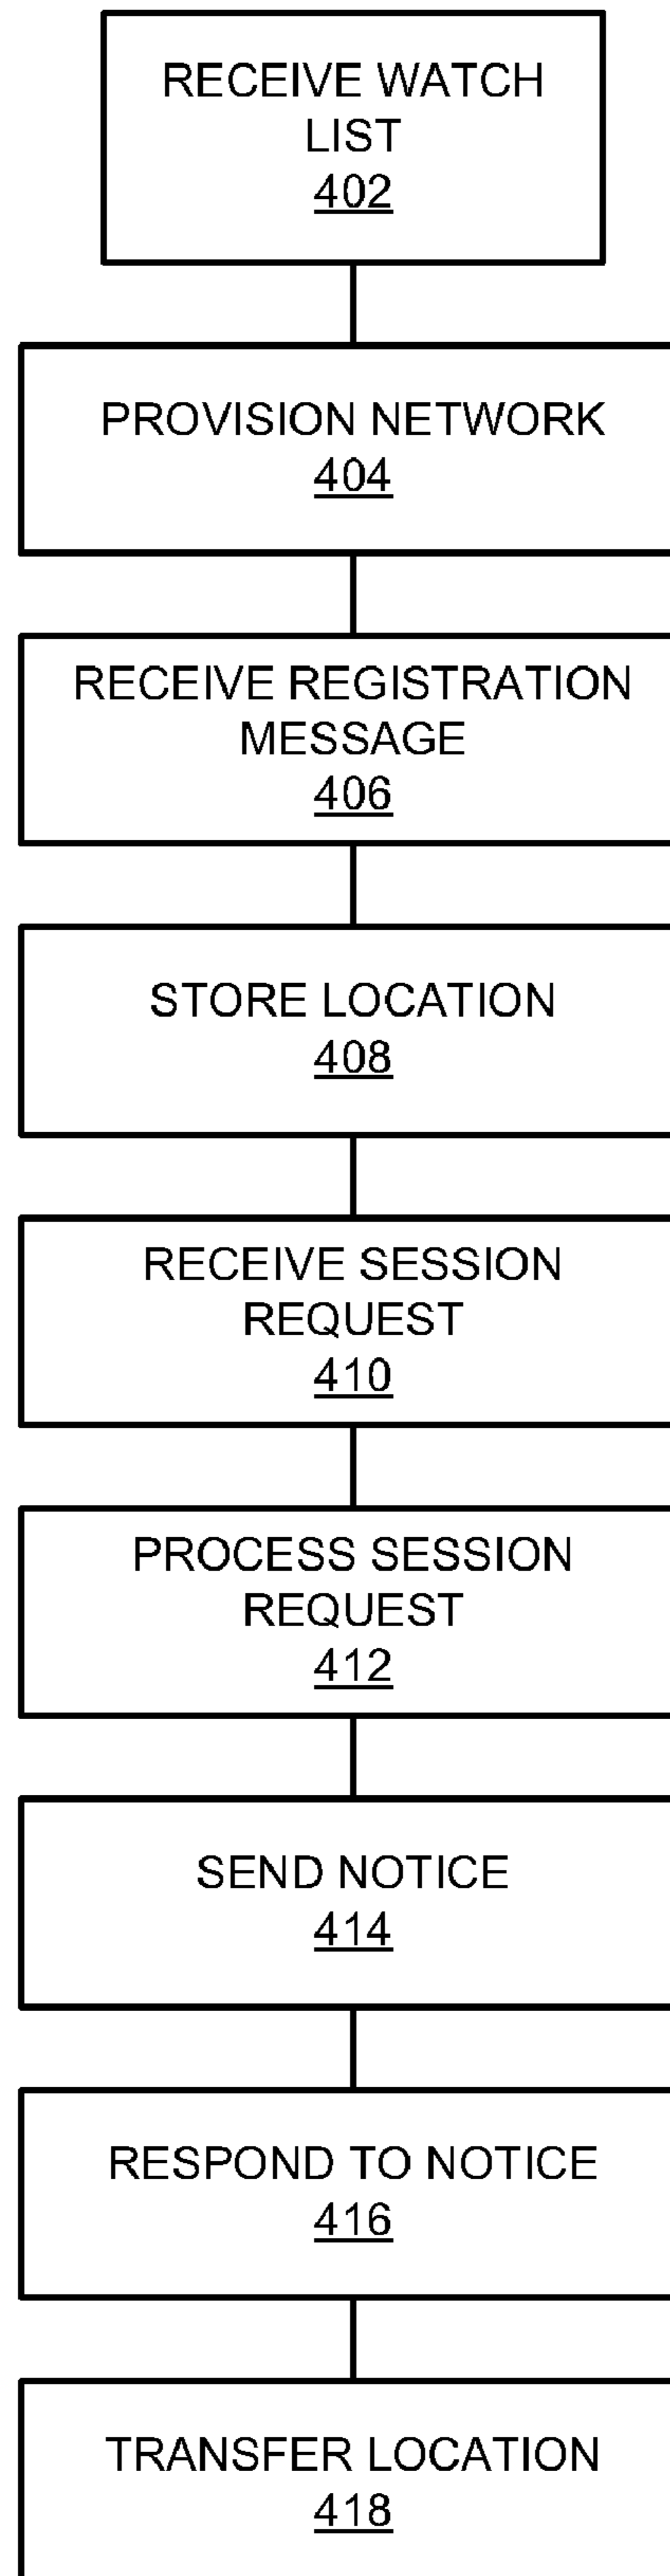 RECEIVE WATCH
LIST
402
PROVISION NETWORK
404
RECEIVE REGISTRATION
MESSAGE
406
STORE LOCATION
408
RECEIVE SESSION
REQUEST
410
PROCESS SESSION
REQUEST
412
SEND NOTICE
414
RESPOND TO NOTICE
416
TRANSFER LOCATION
418